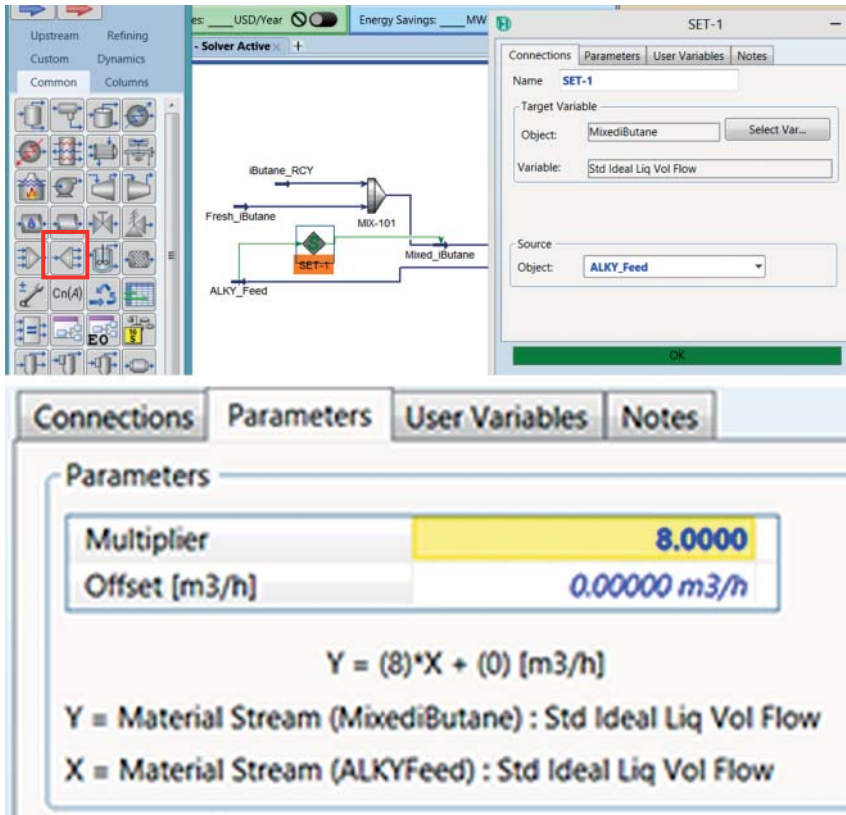 Upstream Refining
Custom Dynamics
Common Columns
es: ____USD/Year
Energy Savings: ____MW
- Solver Active × +
Cn(A)
EO
16
S
iButane_RCY
Fresh_iButane
MIX-101
SET-1
Mixed_iButane
ALKY_Feed
SET-1
Connections Parameters User Variables Notes
Name SET-1
Target Variable
Object: MixediButane Select Var...
Variable: Std Ideal Liq Vol Flow
Source
Object: ALKY_Feed
OK
Connections Parameters User Variables Notes
Parameters
Multiplier 8.0000
Offset [m3/h] 0.00000 m3/h
Y = (8)*X + (0) [m3/h]
Y = Material Stream (MixediButane) : Std Ideal Liq Vol Flow
X = Material Stream (ALKYFeed) : Std Ideal Liq Vol Flow